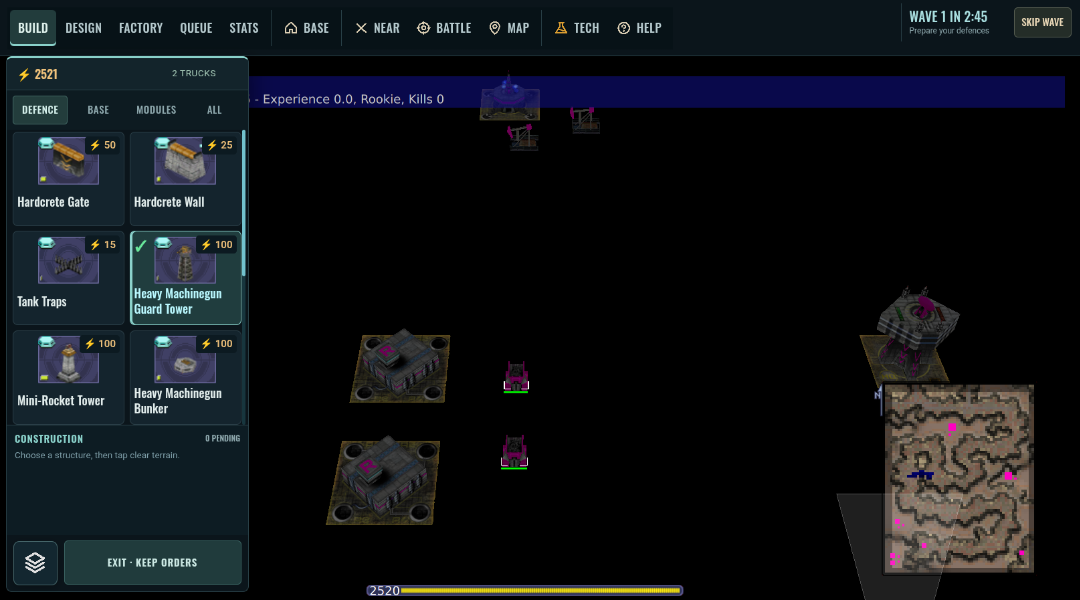 BUILD DESIGN FACTORY QUEUE STATS BASE NEAR BATTLE MAP TECH HELP
WAVE 1 IN 2:45
Prepare your defences
SKIP WAVE
2521
2 TRUCKS
- Experience 0.0, Rookie, Kills 0
DEFENCE BASE MODULES ALL
50
Hardcrete Gate
25
Hardcrete Wall
15
Tank Traps
100
Heavy Machinegun
Guard Tower
100
Mini-Rocket Tower
100
Heavy Machinegun
Bunker
CONSTRUCTION
0 PENDING
Choose a structure, then tap clear terrain.
EXIT - KEEP ORDERS
2520
N